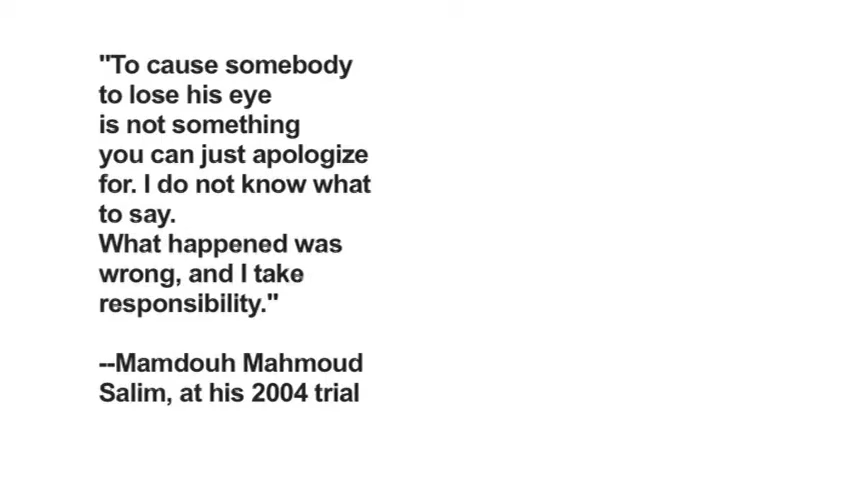 "To cause somebody
to lose his eye
is not something
you can just apologize
for. I do not know what
to say.
What happened was
wrong, and I take
responsibility."
--Mamdouh Mahmoud
Salim, at his 2004 trial